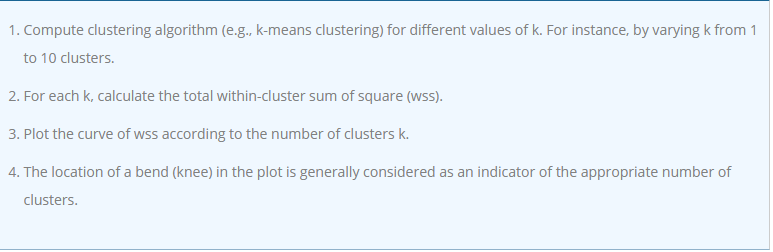 1. Compute clustering algorithm (e.g., k-means clustering) for different values of k. For instance, by varying k from 1
to 10 clusters.
2. For each k, calculate the total within-cluster sum of square (wss).
3. Plot the curve of wss according to the number of clusters k.
4. The location of a bend (knee) in the plot is generally considered as an indicator of the appropriate number of
clusters.